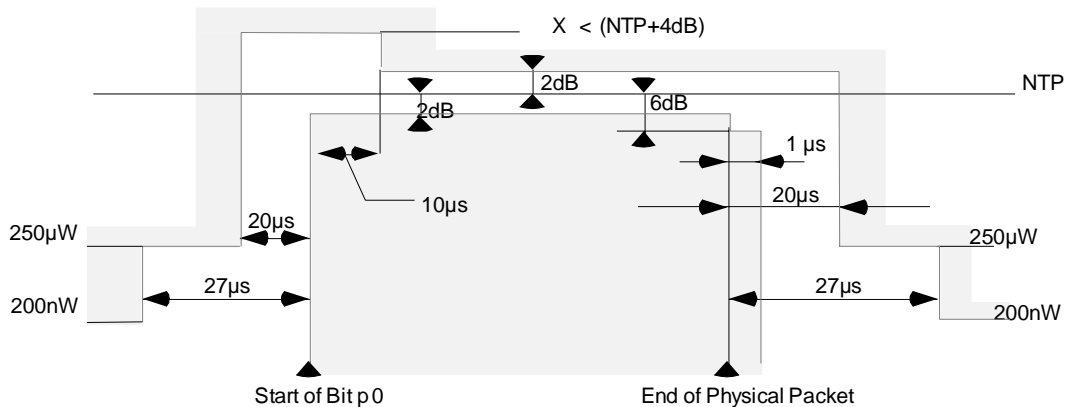 X < (NTP+4dB)
NTP
2dB
2dB
6dB
1 µs
10µs
20µs
20µs
250µW
250µW
27µs
27µs
200nW
200nW
Start of Bit p 0
End of Physical Packet